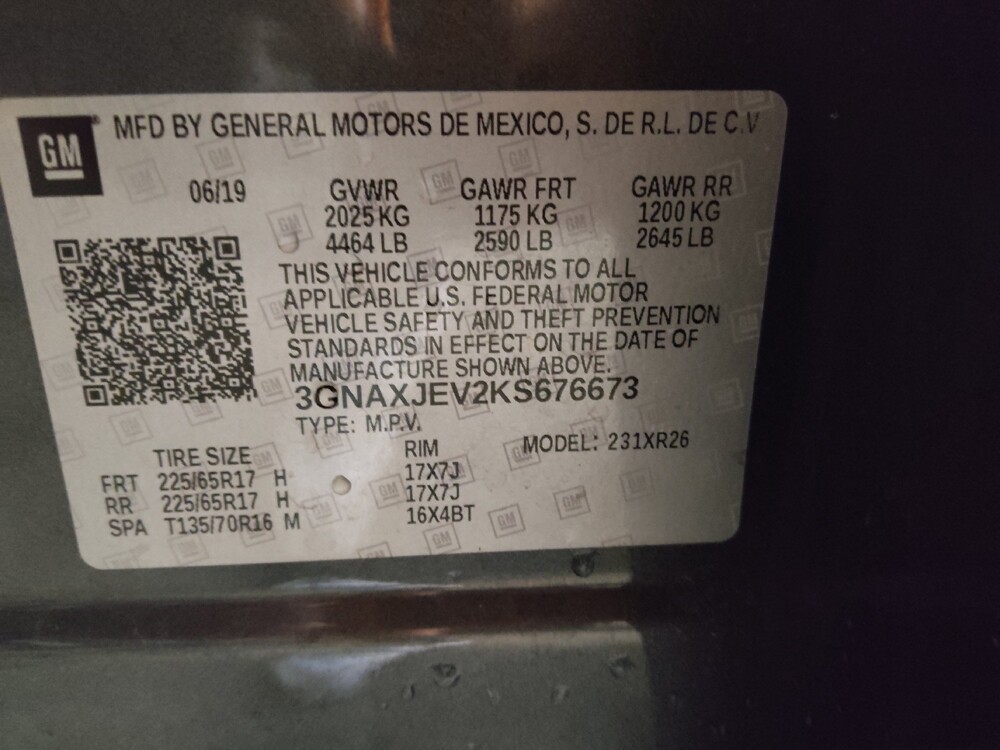 GM MFD BY GENERAL MOTORS DE MEXICO, S. DE R.L. DE C.V
06/19 GVWR GAWR FRT GAWR RR
2025 KG 1175 KG 1200 KG
4464 LB 2590 LB 2645 LB
THIS VEHICLE CONFORMS TO ALL
APPLICABLE U.S. FEDERAL MOTOR
VEHICLE SAFETY AND THEFT PREVENTION
STANDARDS IN EFFECT ON THE DATE OF
MANUFACTURE SHOWN ABOVE.
3GNAXJEV2KS676673
TYPE: M.P.V.
TIRE SIZE RIM MODEL: 231XR26
FRT 225/65R17 H 17X7J
RR 225/65R17 H 17X7J
SPA T135/70R16 M 16X4BT